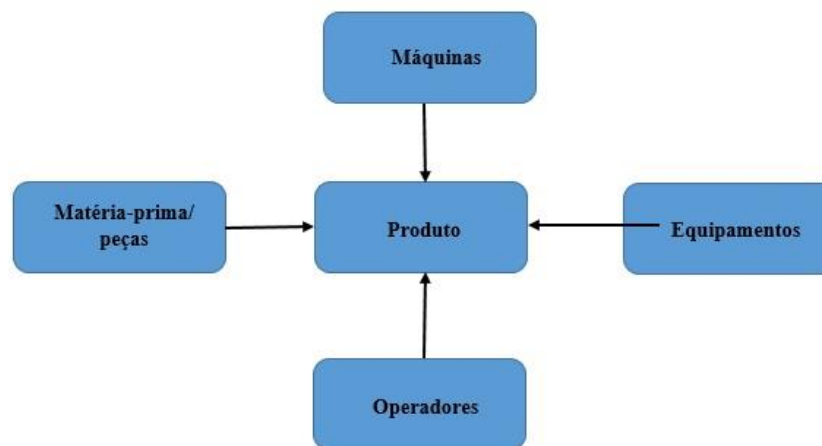 Máquinas
Matéria-prima/
peças
Produto
Equipamentos
Operadores